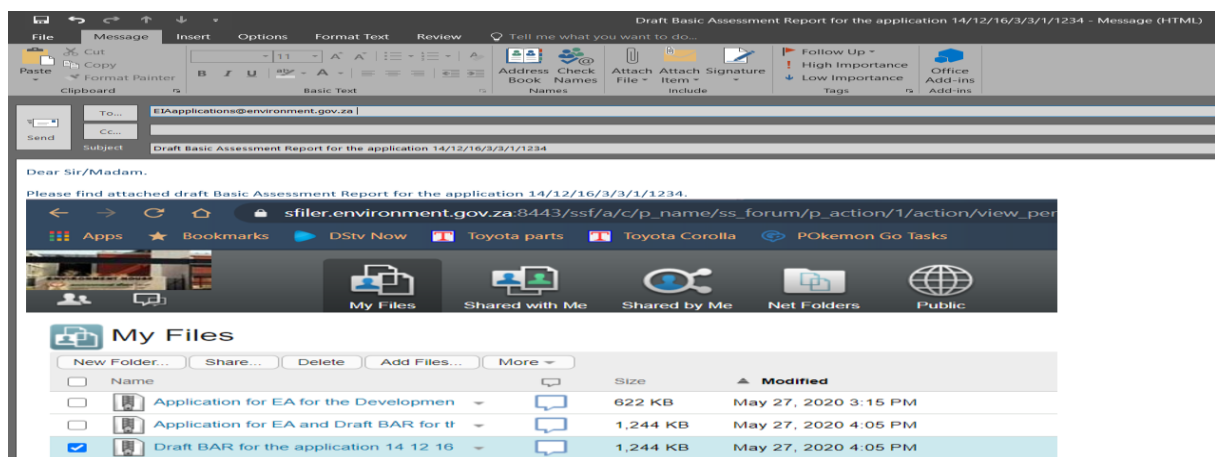 Draft Basic Assessment Report for the application 14/12/16/3/3/1/1234 - Message (HTML)
File Message Insert Options Format Text Review Tell me what you want to do...
Cut
Copy
Paste
Format Painter
11
B I U
Address Book
Check Names
Attach File
Attach Item
Signature
Follow Up
High Importance
Low Importance
Office Add-ins
Clipboard Basic Text Names Include Tags Add-ins
To... EIAapplications@environment.gov.za
Cc...
Send
Subject Draft Basic Assessment Report for the application 14/12/16/3/3/1/1234
Dear Sir/Madam.
Please find attached draft Basic Assessment Report for the application 14/12/16/3/3/1/1234.
sfiler.environment.gov.za:8443/ssf/a/c/p_name/ss_forum/p_action/1/action/view_per
Apps Bookmarks DStv Now Toyota parts Toyota Corolla POkemon Go Tasks
My Files Shared with Me Shared by Me Net Folders Public
My Files
New Folder... Share... Delete Add Files... More
Name Size Modified
Application for EA for the Developmen 622 KB May 27, 2020 3:15 PM
Application for EA and Draft BAR for th 1,244 KB May 27, 2020 4:05 PM
Draft BAR for the application 14 12 16 1,244 KB May 27, 2020 4:05 PM